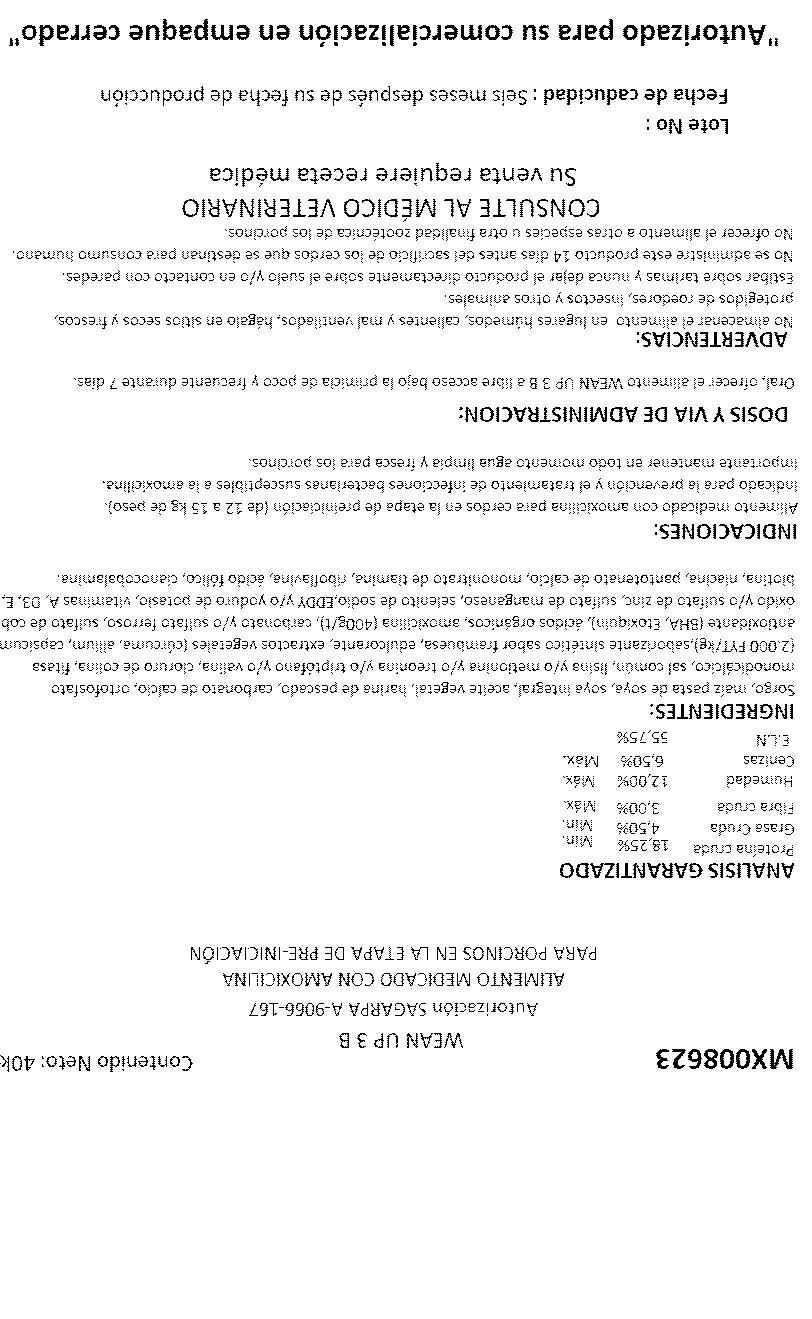 MX008623
Contenido Neto: 40k
WEAN UP 3 B
Autorización SAGARPA A-9066-167
ALIMENTO MEDICADO CON AMOXICILINA
PARA PORCINOS EN LA ETAPA DE PRE-INICIACIÓN
ANALISIS GARANTIZADO
Proteína cruda 18,25% Min.
Grasa Cruda 4,50% Min.
Fibra cruda 3,00% Máx.
Humedad 12,00% Máx.
Cenizas 6,50% Máx.
E.L.N 55,75%
INGREDIENTES:
Sorgo, maíz pasta de soya, soya integral, aceite vegetal, harina de pescado, carbonato de calcio, ortofosfato
monodicálcico, sal común, lisina y/o metionina y/o treonina y/o triptófano y/o valina, cloruro de colina, fitasa
(2.000 FYT/kg),saborizante sintético sabor frambuesa, edulcorante, extractos vegetales (cúrcuma, allium, capsicum
antioxidante (BHA, Etoxiquin), ácidos orgánicos, amoxicilina (400g/t), carbonato y/o sulfato ferroso, sulfato de cob
óxido y/o sulfato de zinc, sulfato de manganeso, selenito de sodio,EDDY y/o yoduro de potasio, vitaminas A, D3, E,
biotina, niacina, pantotenato de calcio, mononitrato de tiamina, riboflavina, ácido fólico, cianocobalamina.
INDICACIONES:
Alimento medicado con amoxicilina para cerdos en la etapa de preiniciación (de 12 a 15 kg de peso).
Indicado para la prevención y el tratamiento de infecciones bacterianas susceptibles a la amoxicilina.
Importante mantener en todo momento agua limpia y fresca para los porcinos.
DOSIS Y VIA DE ADMINISTRACION:
Oral, ofrecer el alimento WEAN UP 3 B a libre acceso bajo la primicia de poco y frecuente durante 7 días.
ADVERTENCIAS:
No almacenar el alimento en lugares húmedos, calientes y mal ventilados, hágalo en sitios secos y frescos,
protegidos de roedores, insectos y otros animales.
Estibar sobre tarimas y nunca dejar el producto directamente sobre el suelo y/o en contacto con paredes.
No se administre este producto 14 días antes del sacrificio de los cerdos que se destinan para consumo humano.
No ofrecer el alimento a otras especies u otra finalidad zootécnica de los porcinos.
CONSULTE AL MÉDICO VETERINARIO
Su venta requiere receta médica
Lote No :
Fecha de caducidad : Seis meses después de su fecha de producción
"Autorizado para su comercialización en empaque cerrado"